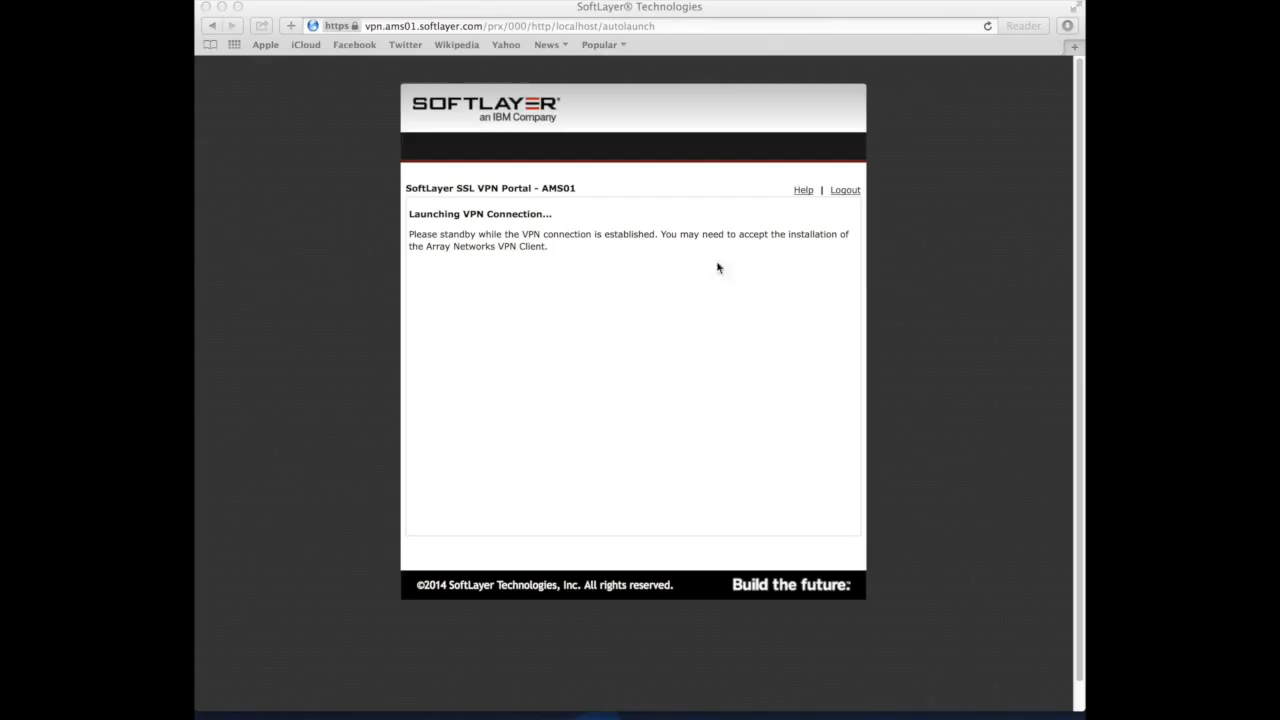 SoftLayer® Technologies
https vpn.ams01.softlayer.com/prx/000/http/localhost/autolaunch Reader
Apple iCloud Facebook Twitter Wikipedia Yahoo News Popular
SOFTLAYER®
an IBM Company
SoftLayer SSL VPN Portal - AMS01
Help | Logout
Launching VPN Connection...
Please standby while the VPN connection is established. You may need to accept the installation of
the Array Networks VPN Client.
©2014 SoftLayer Technologies, Inc. All rights reserved.
Build the future℠